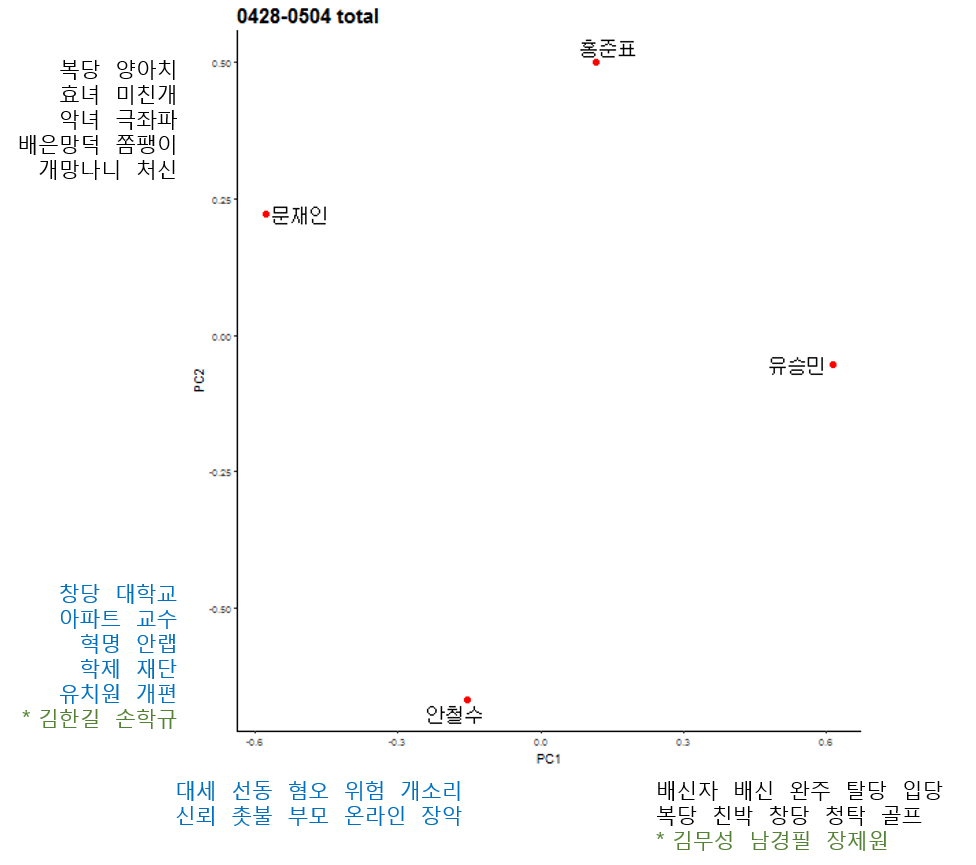 0428-0504 total
홍준표
복당 양아치
효녀 미친개
악녀 극좌파
배은망덕 쫌팽이
개망나니 처신
0.50
0.25
문재인
0.00
유승민
PC2
-0.25
-0.50
창당 대학교
아파트 교수
혁명 안랩
학제 재단
유치원 개편
* 김한길 손학규
안철수
-0.6 -0.3 0.0 0.3 0.6
PC1
대세 선동 혐오 위험 개소리
신뢰 촛불 부모 온라인 장악
배신자 배신 완주 탈당 입당
복당 친박 창당 청탁 골프
* 김무성 남경필 장제원